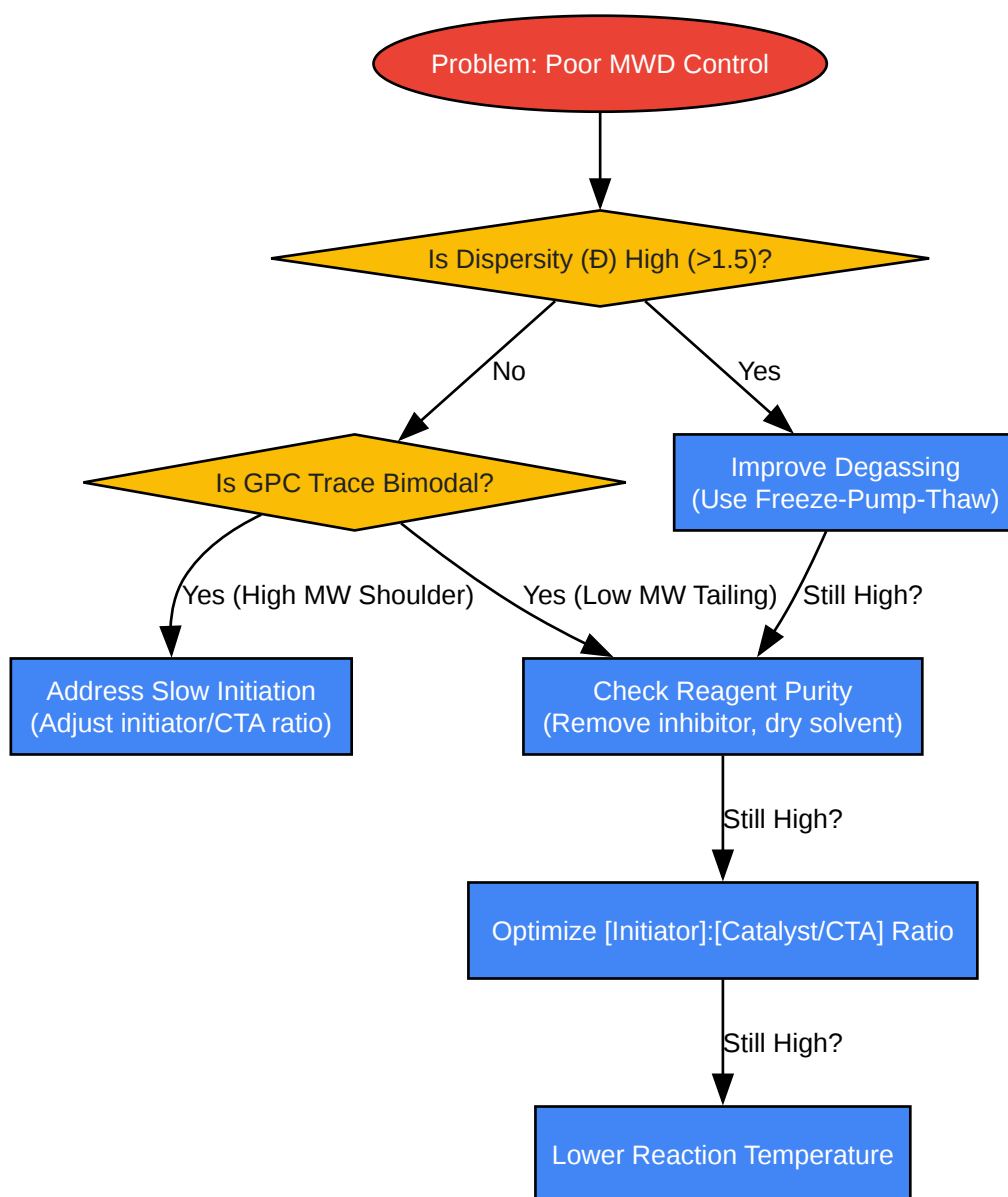 Problem: Poor MWD Control
Is Dispersity (Đ) High (>1.5)?
No
Yes
Is GPC Trace Bimodal?
Improve Degassing
(Use Freeze-Pump-Thaw)
Yes (High MW Shoulder)
Yes (Low MW Tailing)
Still High?
Address Slow Initiation
(Adjust initiator/CTA ratio)
Check Reagent Purity
(Remove inhibitor, dry solvent)
Still High?
Optimize [Initiator]:[Catalyst/CTA] Ratio
Still High?
Lower Reaction Temperature